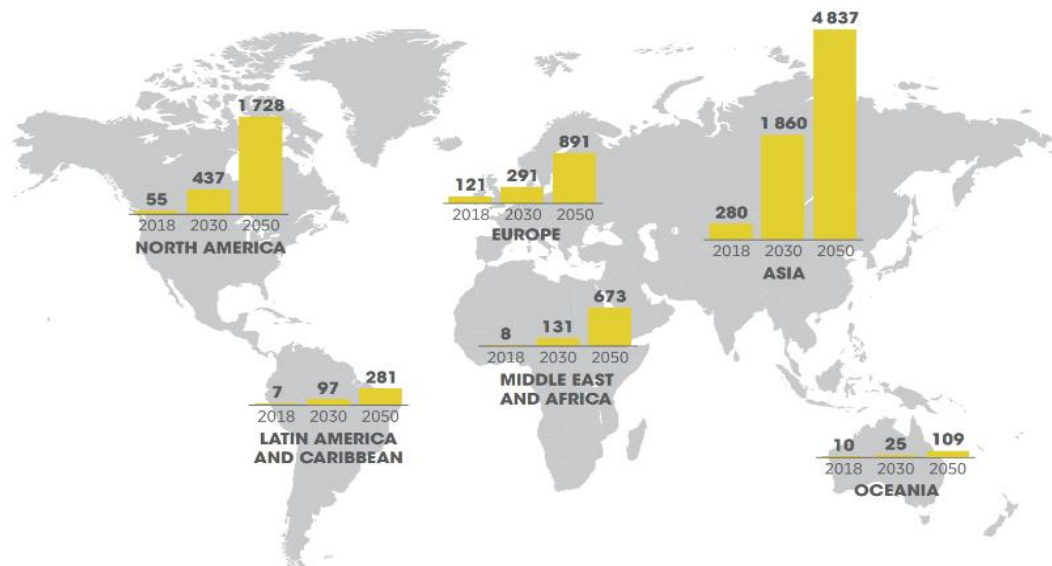 1 728
437
55
2018 2030 2050
NORTH AMERICA
891
291
121
2018 2030 2050
EUROPE
4 837
1 860
280
2018 2030 2050
ASIA
673
131
8
2018 2030 2050
MIDDLE EAST
AND AFRICA
281
97
7
2018 2030 2050
LATIN AMERICA
AND CARIBBEAN
109
25
10
2018 2030 2050
OCEANIA